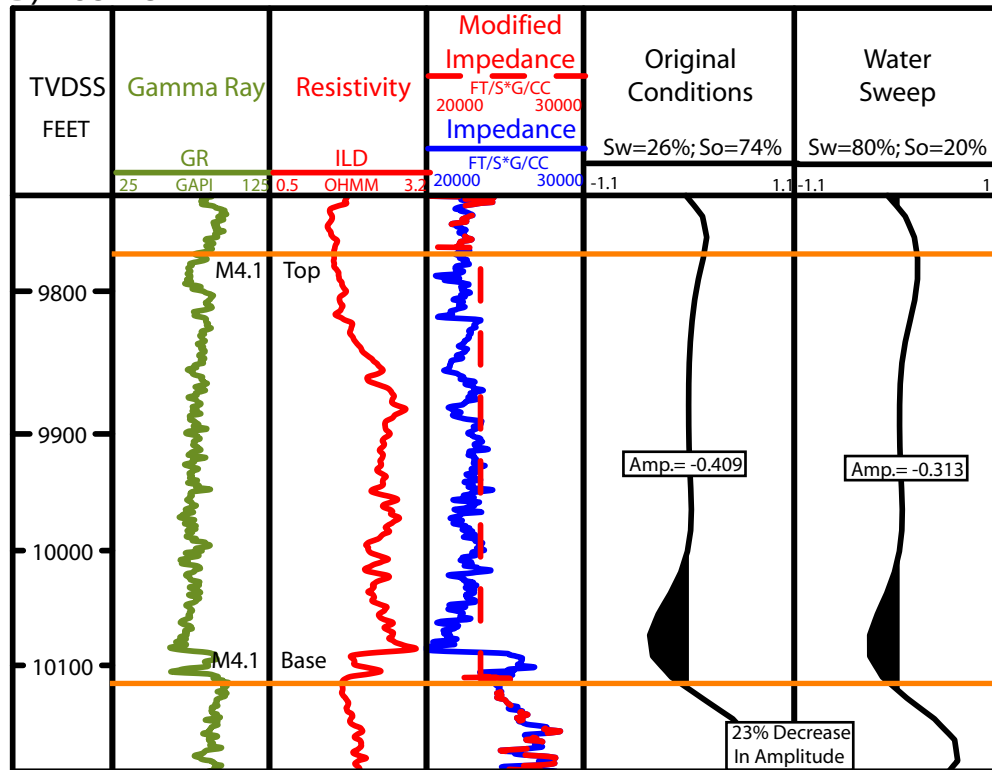 TVDSS
FEET
Gamma Ray
GR
25 GAPI 125
Resistivity
ILD
0.5 OHMM 3.2
Modified
Impedance
FT/S*G/CC
20000 30000
Impedance
FT/S*G/CC
20000 30000
Original
Conditions
Sw=26%; So=74%
-1.1 1.1
Water
Sweep
Sw=80%; So=20%
-1.1 1
M4.1 Top
9800
9900
Amp.= -0.409
Amp.= -0.313
10000
M4.1 Base
10100
23% Decrease
In Amplitude